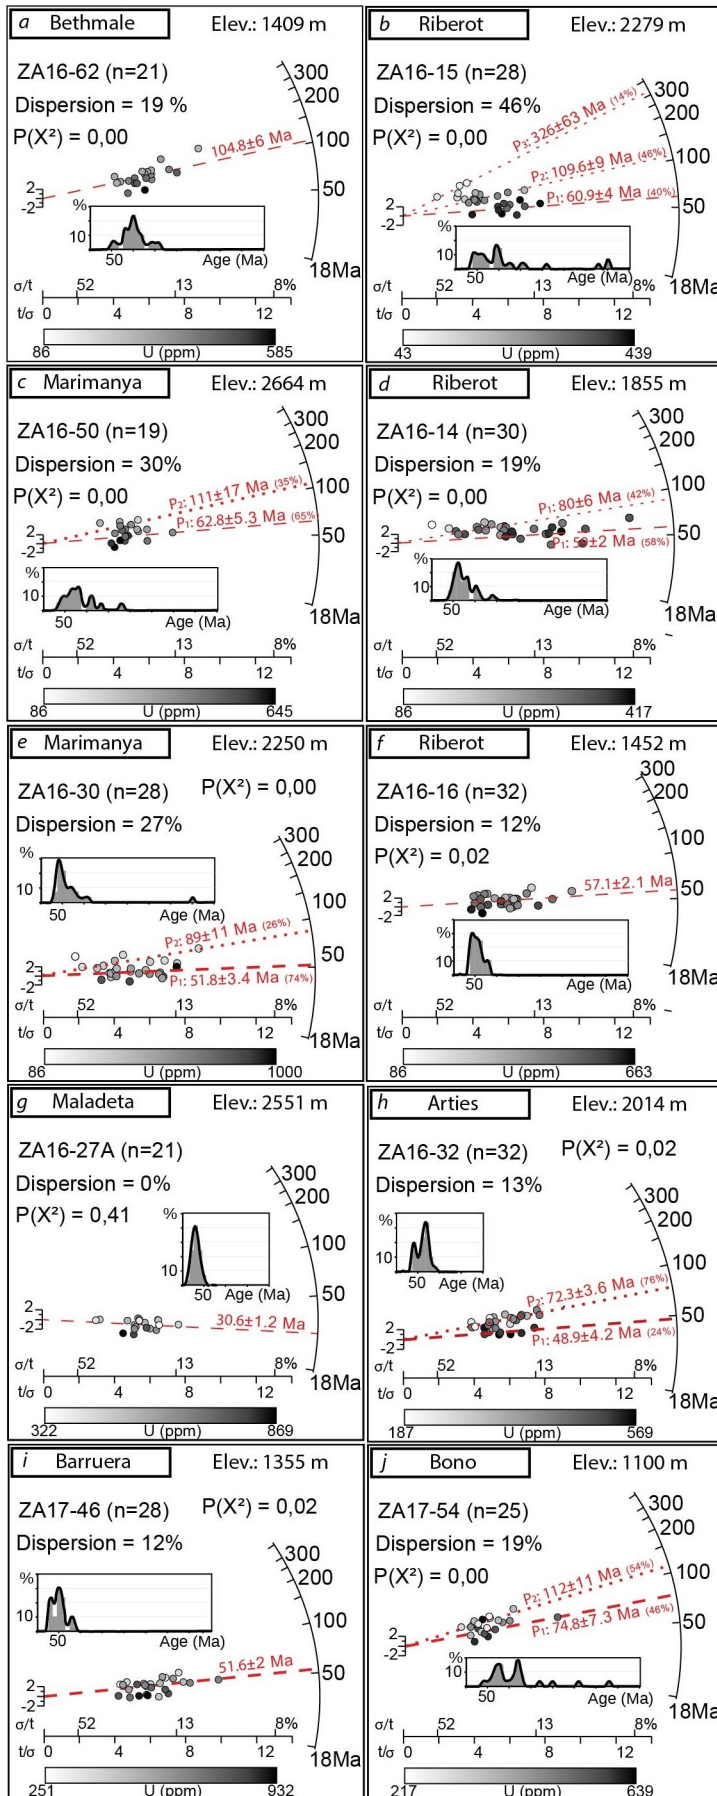 a Bethmale Elev.: 1409 m
ZA16-62 (n=21)
Dispersion = 19 %
P(X²) = 0,00
300
200
104.8±6 Ma
100
50
2
-2
%
10
50 Age (Ma)
18Ma
σ/t 52 13 8%
t/σ 0 4 8 12
U (ppm)
86 585
b Riberot Elev.: 2279 m
ZA16-15 (n=28)
Dispersion = 46%
P(X²) = 0,00
300
200
P₃: 326±63 Ma (14%)
P₂: 109.6±9 Ma (46%)
100
P₁: 60.9±4 Ma (40%)
50
2
-2
%
10
50 Age (Ma)
18Ma
σ/t 52 13 8%
t/σ 0 4 8 12
U (ppm)
43 439
c Marimanya Elev.: 2664 m
ZA16-50 (n=19)
Dispersion = 30%
P(X²) = 0,00
300
200
P₂: 111±17 Ma (35%)
100
P₁: 62.8±5.3 Ma (65%)
50
2
-2
%
10
50 Age (Ma)
18Ma
σ/t 52 13 8%
t/σ 0 4 8 12
U (ppm)
86 645
d Riberot Elev.: 1855 m
ZA16-14 (n=30)
Dispersion = 19%
P(X²) = 0,00
300
200
100
P₁: 80±6 Ma (42%)
50
P₁: 50±2 Ma (58%)
2
-2
%
10
50 Age (Ma)
18Ma
σ/t 52 13 8%
t/σ 0 4 8 12
U (ppm)
86 417
e Marimanya Elev.: 2250 m
ZA16-30 (n=28) P(X²) = 0,00
Dispersion = 27%
300
200
%
10
50 Age (Ma)
100
P₂: 89±11 Ma (26%)
50
P₁: 51.8±3.4 Ma (74%)
2
-2
σ/t 52 13 8%
18Ma
t/σ 0 4 8 12
U (ppm)
86 1000
f Riberot Elev.: 1452 m
ZA16-16 (n=32)
Dispersion = 12%
P(X²) = 0,02
300
200
100
57.1±2.1 Ma
50
2
-2
%
10
50 Age (Ma)
18Ma
σ/t 52 13 8%
t/σ 0 4 8 12
U (ppm)
86 663
g Maladeta Elev.: 2551 m
ZA16-27A (n=21)
Dispersion = 0%
P(X²) = 0,41
300
200
%
10
50 Age (Ma)
100
50
2
-2
30.6±1.2 Ma
σ/t 52 13 8%
18Ma
t/σ 0 4 8 12
U (ppm)
322 869
h Arties Elev.: 2014 m
ZA16-32 (n=32) P(X²) = 0,02
Dispersion = 13%
300
200
%
10
50 Age (Ma)
100
P₂: 72.3±3.6 Ma (76%)
50
2
-2
P₁: 48.9±4.2 Ma (24%)
σ/t 52 13 8%
18Ma
t/σ 0 4 8 12
U (ppm)
187 569
i Barruera Elev.: 1355 m
ZA17-46 (n=28) P(X²) = 0,02
Dispersion = 12%
300
200
%
10
50 Age (Ma)
100
51.6±2 Ma
50
2
-2
σ/t 52 13 8%
18Ma
t/σ 0 4 8 12
U (ppm)
251 932
j Bono Elev.: 1100 m
ZA17-54 (n=25)
Dispersion = 19%
P(X²) = 0,00
300
200
P₂: 112±11 Ma (54%)
100
P₁: 74.8±7.3 Ma (46%)
50
2
-2
%
10
50 Age (Ma)
18Ma
σ/t 52 13 8%
t/σ 0 4 8 12
U (ppm)
217 639